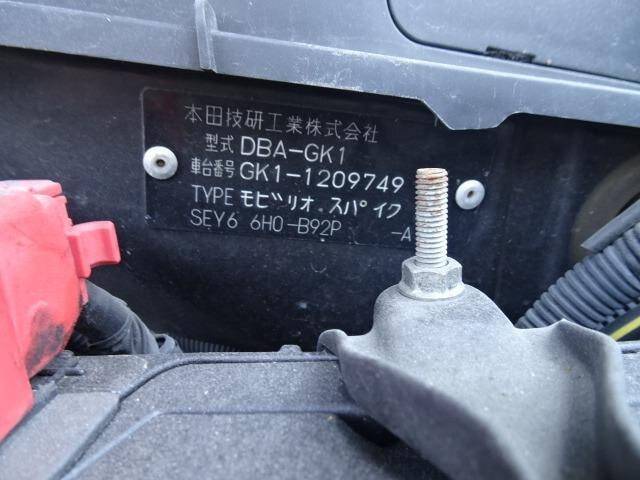 本田技研工業株式会社
型式 DBA-GK1
車台番号 GK1-1209749
TYPE モビリオ スパイク
SEY6 6H0-B92P -A